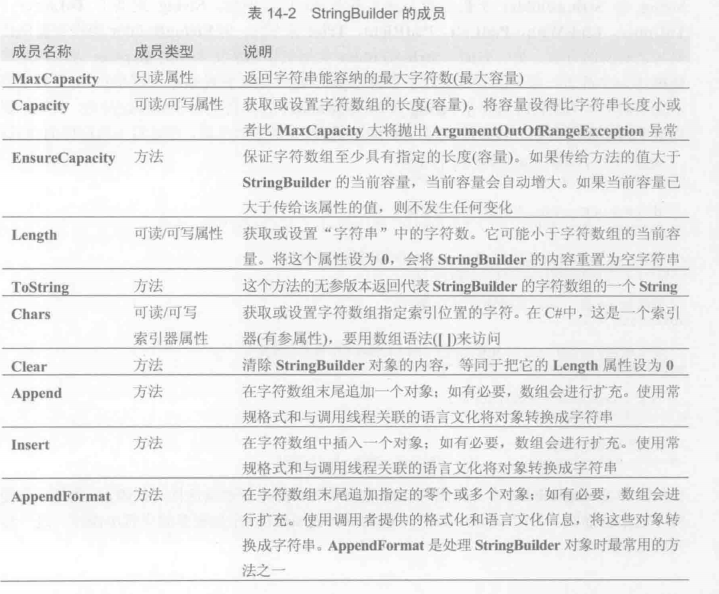 表 14-2 StringBuilder 的成员
成员名称 成员类型 说明
MaxCapacity 只读属性 返回字符串能容纳的最大字符数(最大容量)
Capacity 可读/可写属性 获取或设置字符数组的长度(容量)。将容量设得比字符串长度小或
者比 MaxCapacity 大将抛出 ArgumentOutOfRangeException 异常
EnsureCapacity 方法 保证字符数组至少具有指定的长度(容量)。如果传给方法的值大于
StringBuilder 的当前容量，当前容量会自动增大。如果当前容量已
大于传给该属性的值，则不发生任何变化
Length 可读/可写属性 获取或设置“字符串”中的字符数。它可能小于字符数组的当前容
量。将这个属性设为 0，会将 StringBuilder 的内容重置为空字符串
ToString 方法 这个方法的无参版本返回代表 StringBuilder 的字符数组的一个 String
Chars 可读/可写 获取或设置字符数组指定索引位置的字符。在 C#中，这是一个索引
索引器属性 器(有参属性)，要用数组语法([ ])来访问
Clear 方法 清除 StringBuilder 对象的内容，等同于把它的 Length 属性设为 0
Append 方法 在字符数组末尾追加一个对象；如有必要，数组会进行扩充。使用常
规格式和与调用线程关联的语言文化将对象转换成字符串
Insert 方法 在字符数组中插入一个对象；如有必要，数组会进行扩充。使用常
规格式和与调用线程关联的语言文化将对象转换成字符串
AppendFormat 方法 在字符数组末尾追加指定的零个或多个对象；如有必要，数组会进
行扩充。使用调用者提供的格式化和语言文化信息，将这些对象转
换成字符串。AppendFormat 是处理 StringBuilder 对象时最常用的方
法之一